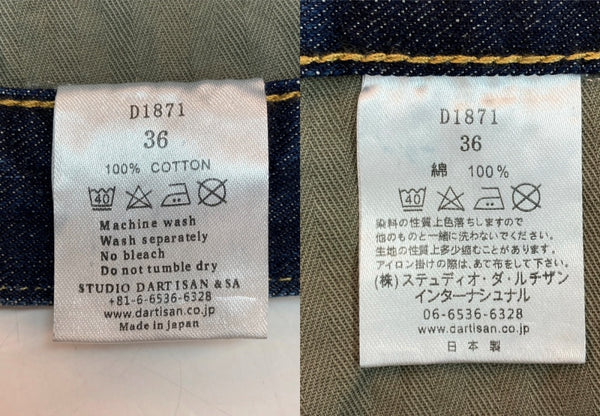 D1871
36
100% COTTON
40
Machine wash
Wash separately
No bleach
Do not tumble dry
STUDIO DARTISAN & SA
+81-6-6536-6328
www.dartisan.co.jp
Made in Japan
D1871
36
綿 100%
40
染料の性質上色落ちしますので
他のものと一緒に洗わないでください。
生地の性質上多少縮むことがあります。
アイロン掛けの際は、あて布をして下さい。
(株)ステュディオ・ダ・ルチザン
インターナショナル
06-6536-6328
www.dartisan.co.jp
日本製